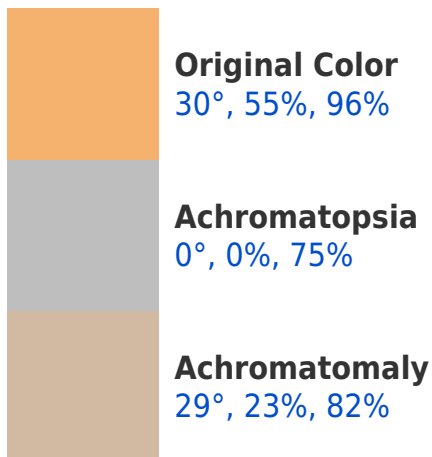 Original Color
30°, 55%, 96%
Achromatopsia
0°, 0%, 75%
Achromatomaly
29°, 23%, 82%